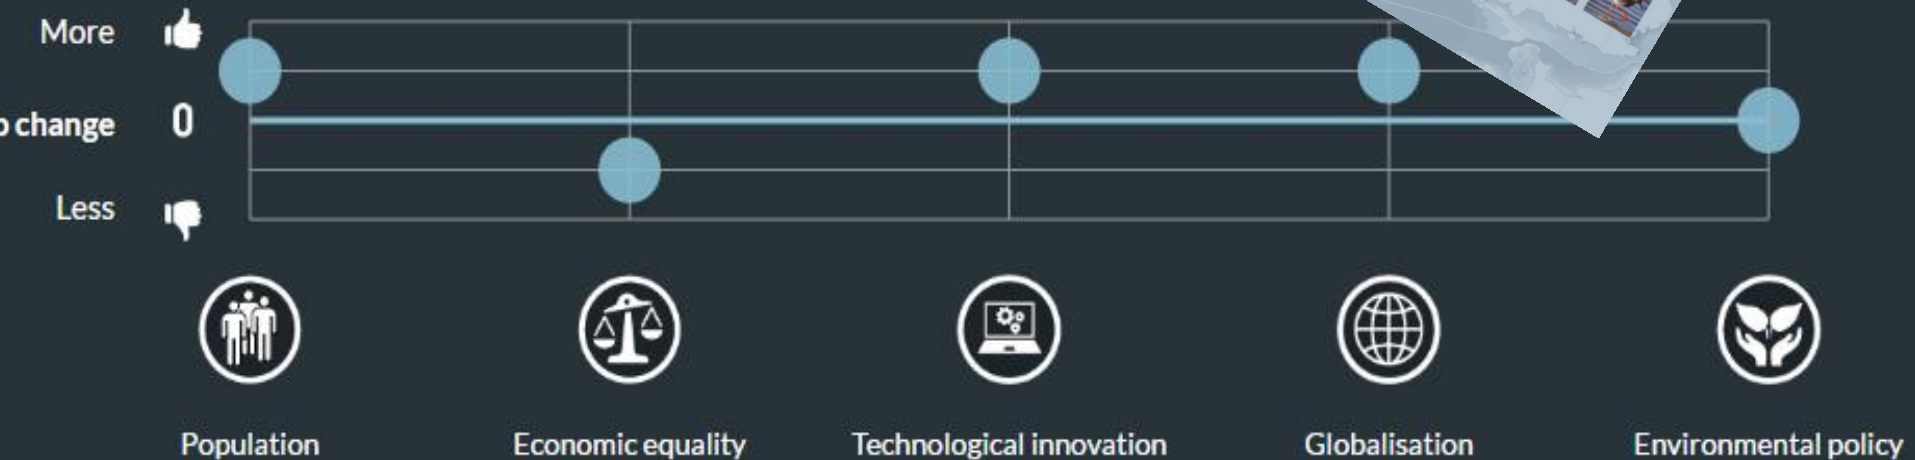 More
change 0
Less
Population
Economic equality
Technological innovation
Globalisation
Environmental policy